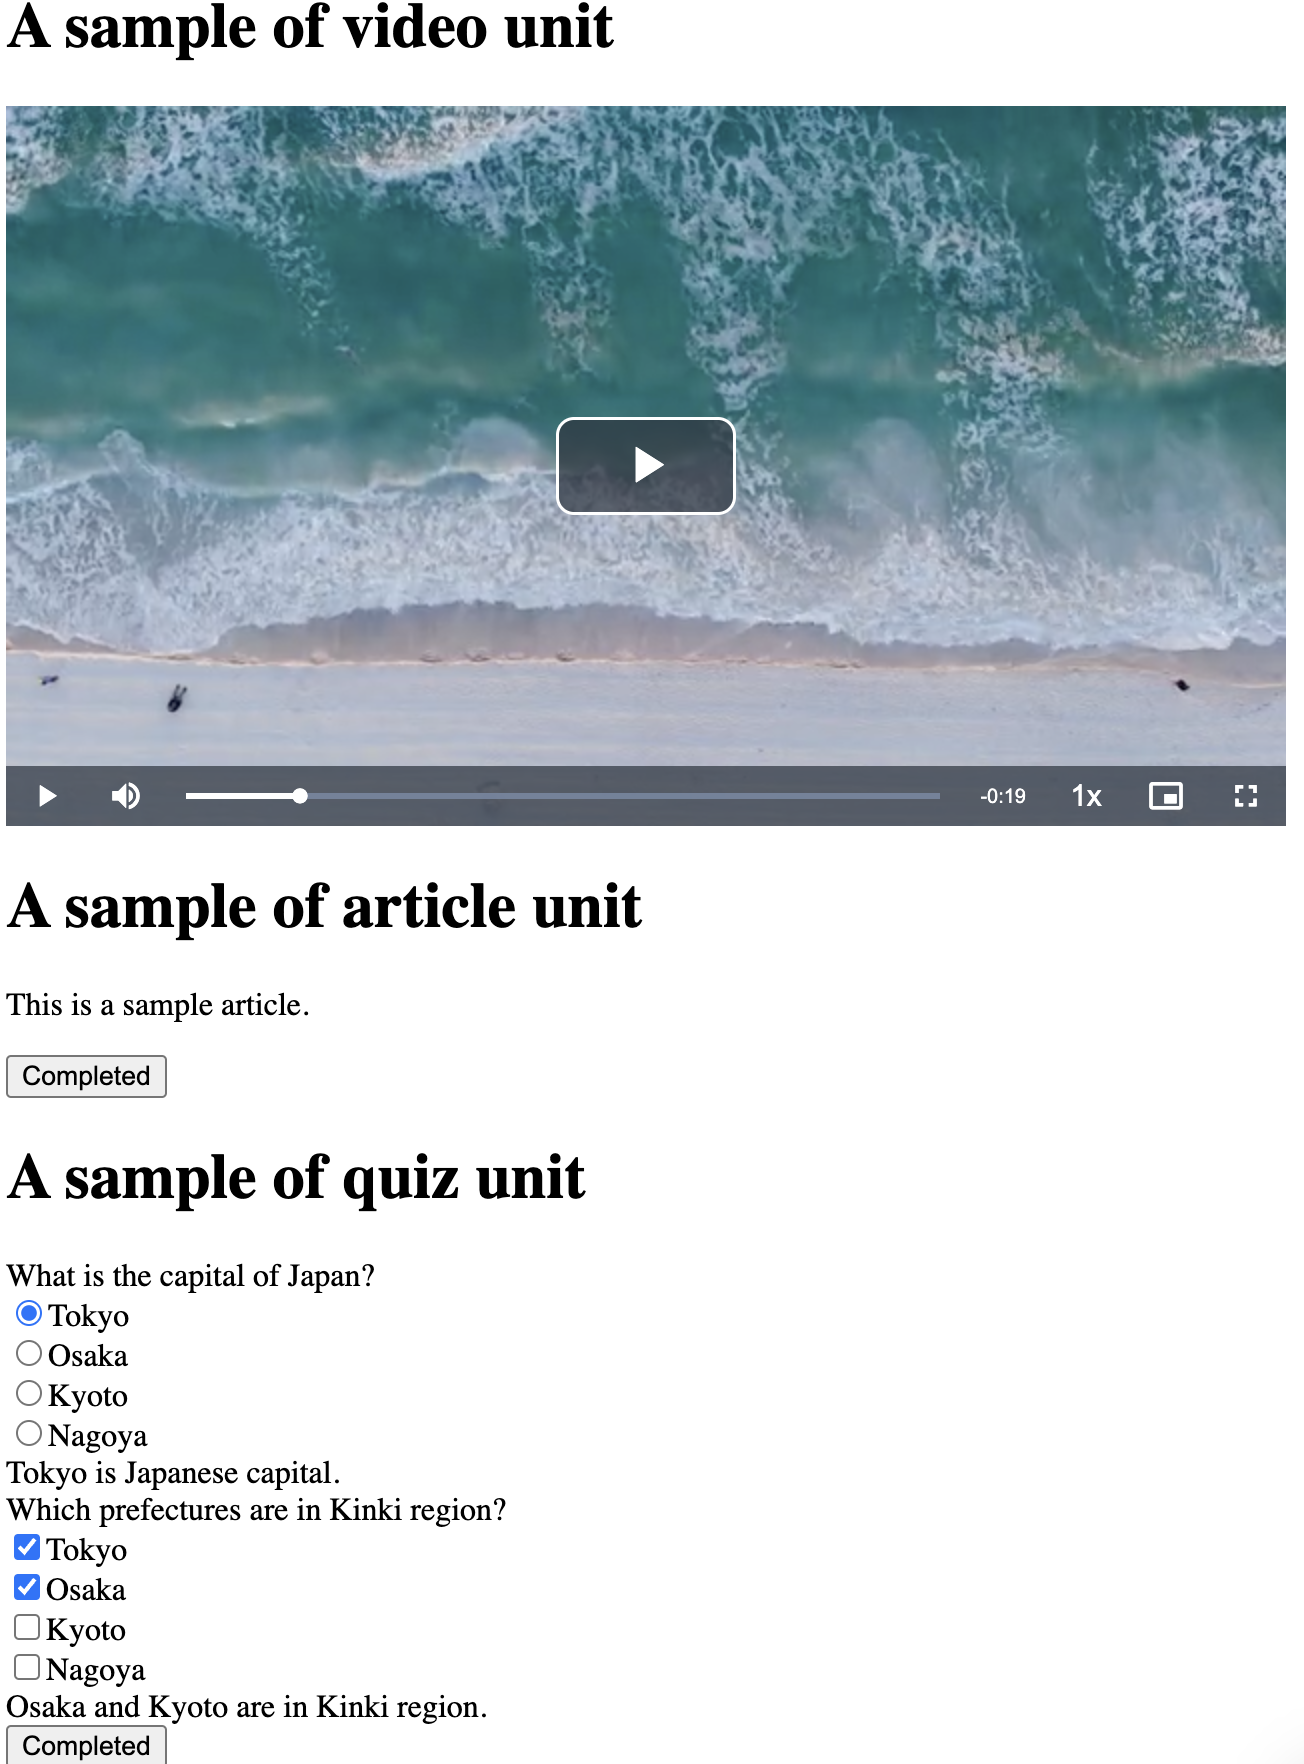 A sample of video unit
-0:19 1x
A sample of article unit
This is a sample article.
Completed
A sample of quiz unit
What is the capital of Japan?
Tokyo
Osaka
Kyoto
Nagoya
Tokyo is Japanese capital.
Which prefectures are in Kinki region?
Tokyo
Osaka
Kyoto
Nagoya
Osaka and Kyoto are in Kinki region.
Completed